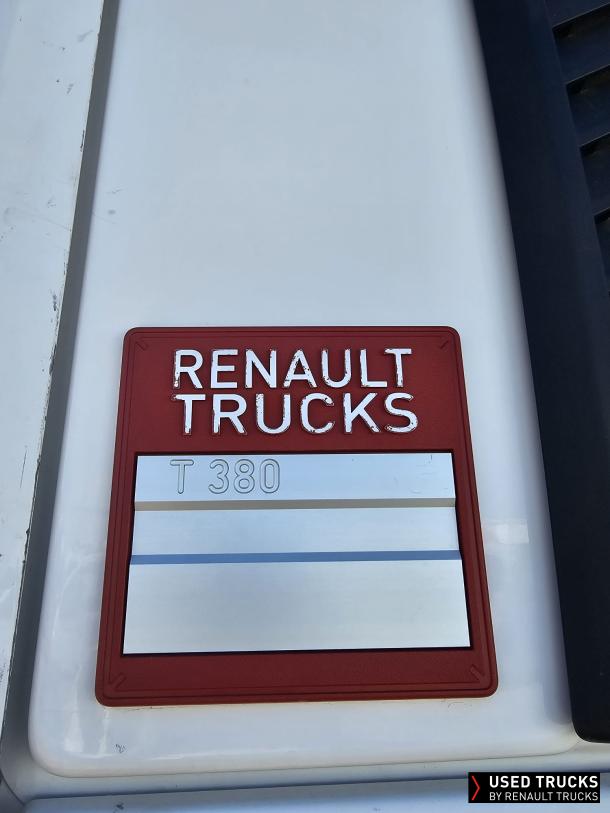 RENAULT
TRUCKS
T 380
USED TRUCKS
BY RENAULT TRUCKS